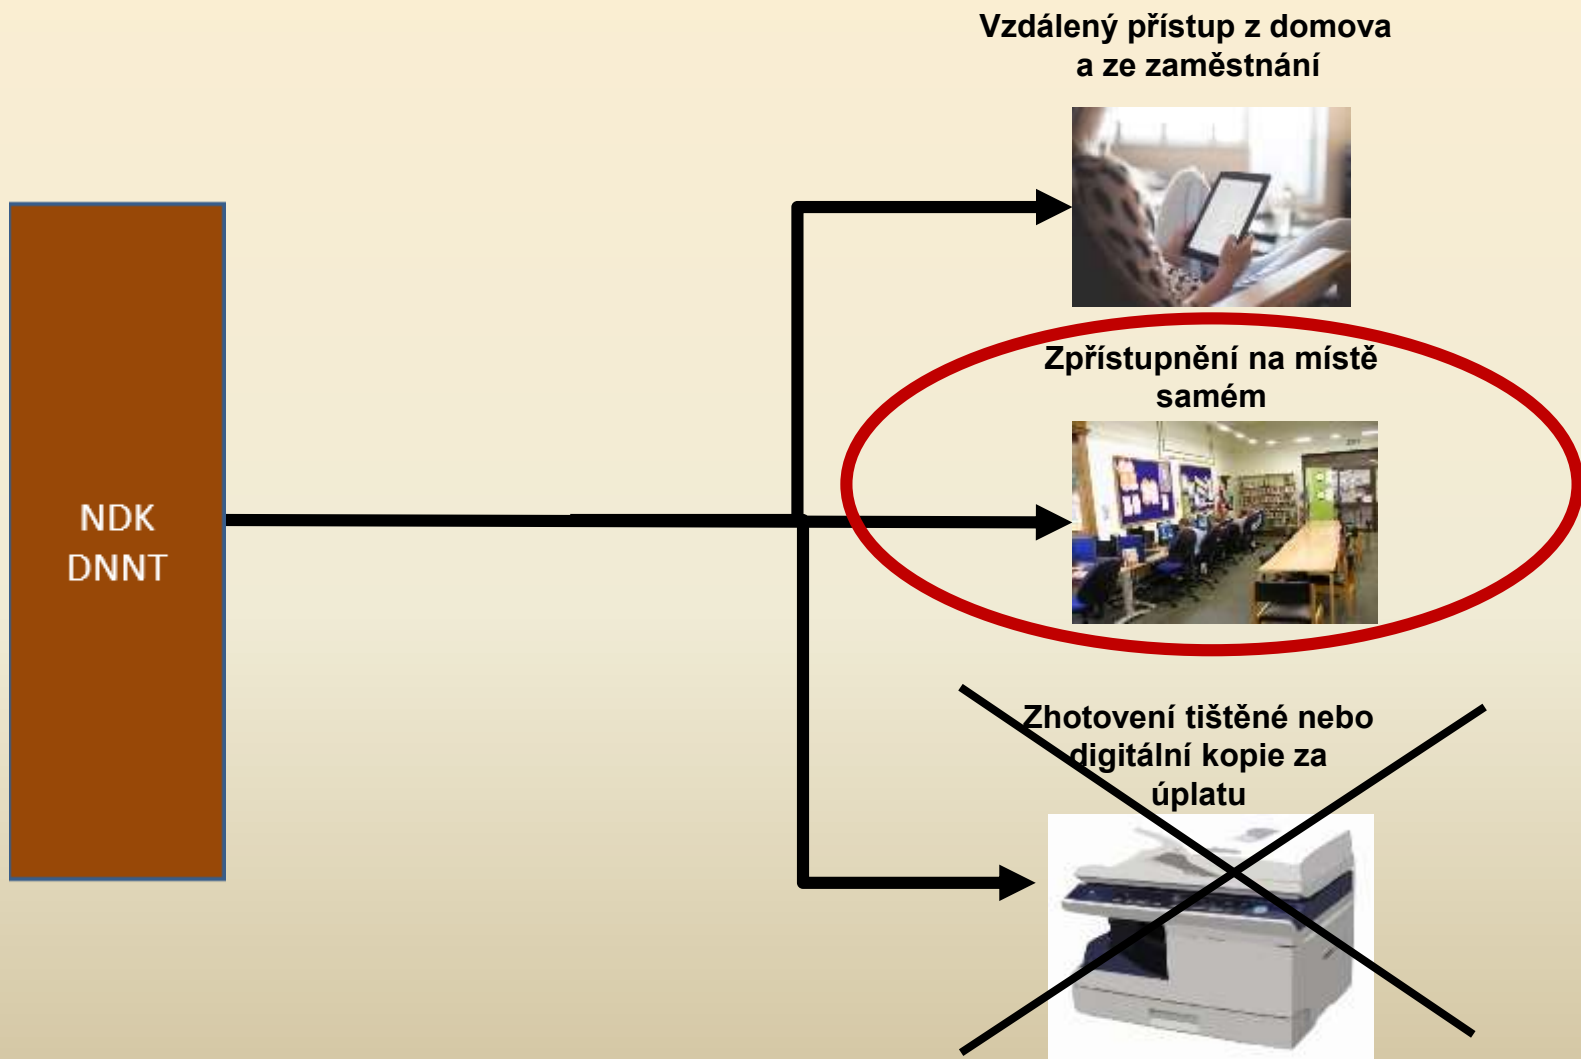 Vzdálený přístup z domova
a ze zaměstnání
NDK
DNNT
Zpřístupnění na místě
samém
Zhotovení tištěné nebo
digitální kopie za
úplatu